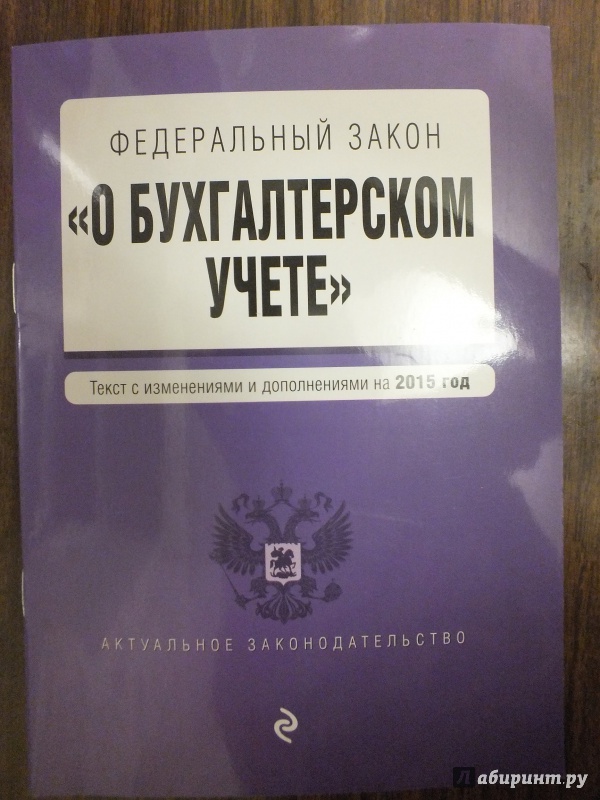 ФЕДЕРАЛЬНЫЙ ЗАКОН
«О БУХГАЛТЕРСКОМ
УЧЕТЕ»
Текст с изменениями и дополнениями на 2015 год
АКТУАЛЬНОЕ ЗАКОНОДАТЕЛЬСТВО
Лабиринт.ру